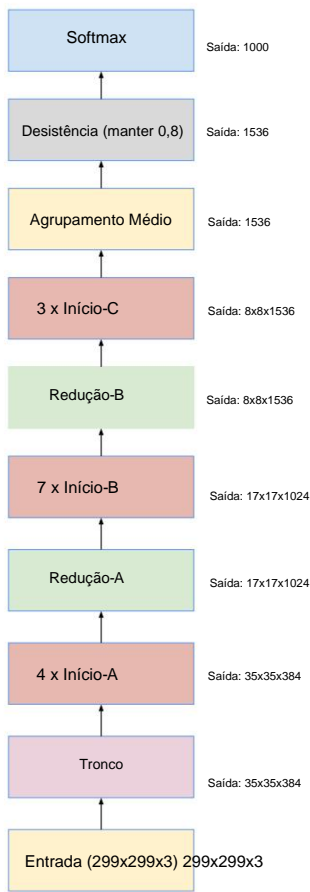 Softmax
Saída: 1000
Desistência (manter 0,8)
Saída: 1536
Agrupamento Médio
Saída: 1536
3 x Início-C
Saída: 8x8x1536
Redução-B
Saída: 8x8x1536
7 x Início-B
Saída: 17x17x1024
Redução-A
Saída: 17x17x1024
4 x Início-A
Saída: 35x35x384
Tronco
Saída: 35x35x384
Entrada (299x299x3) 299x299x3